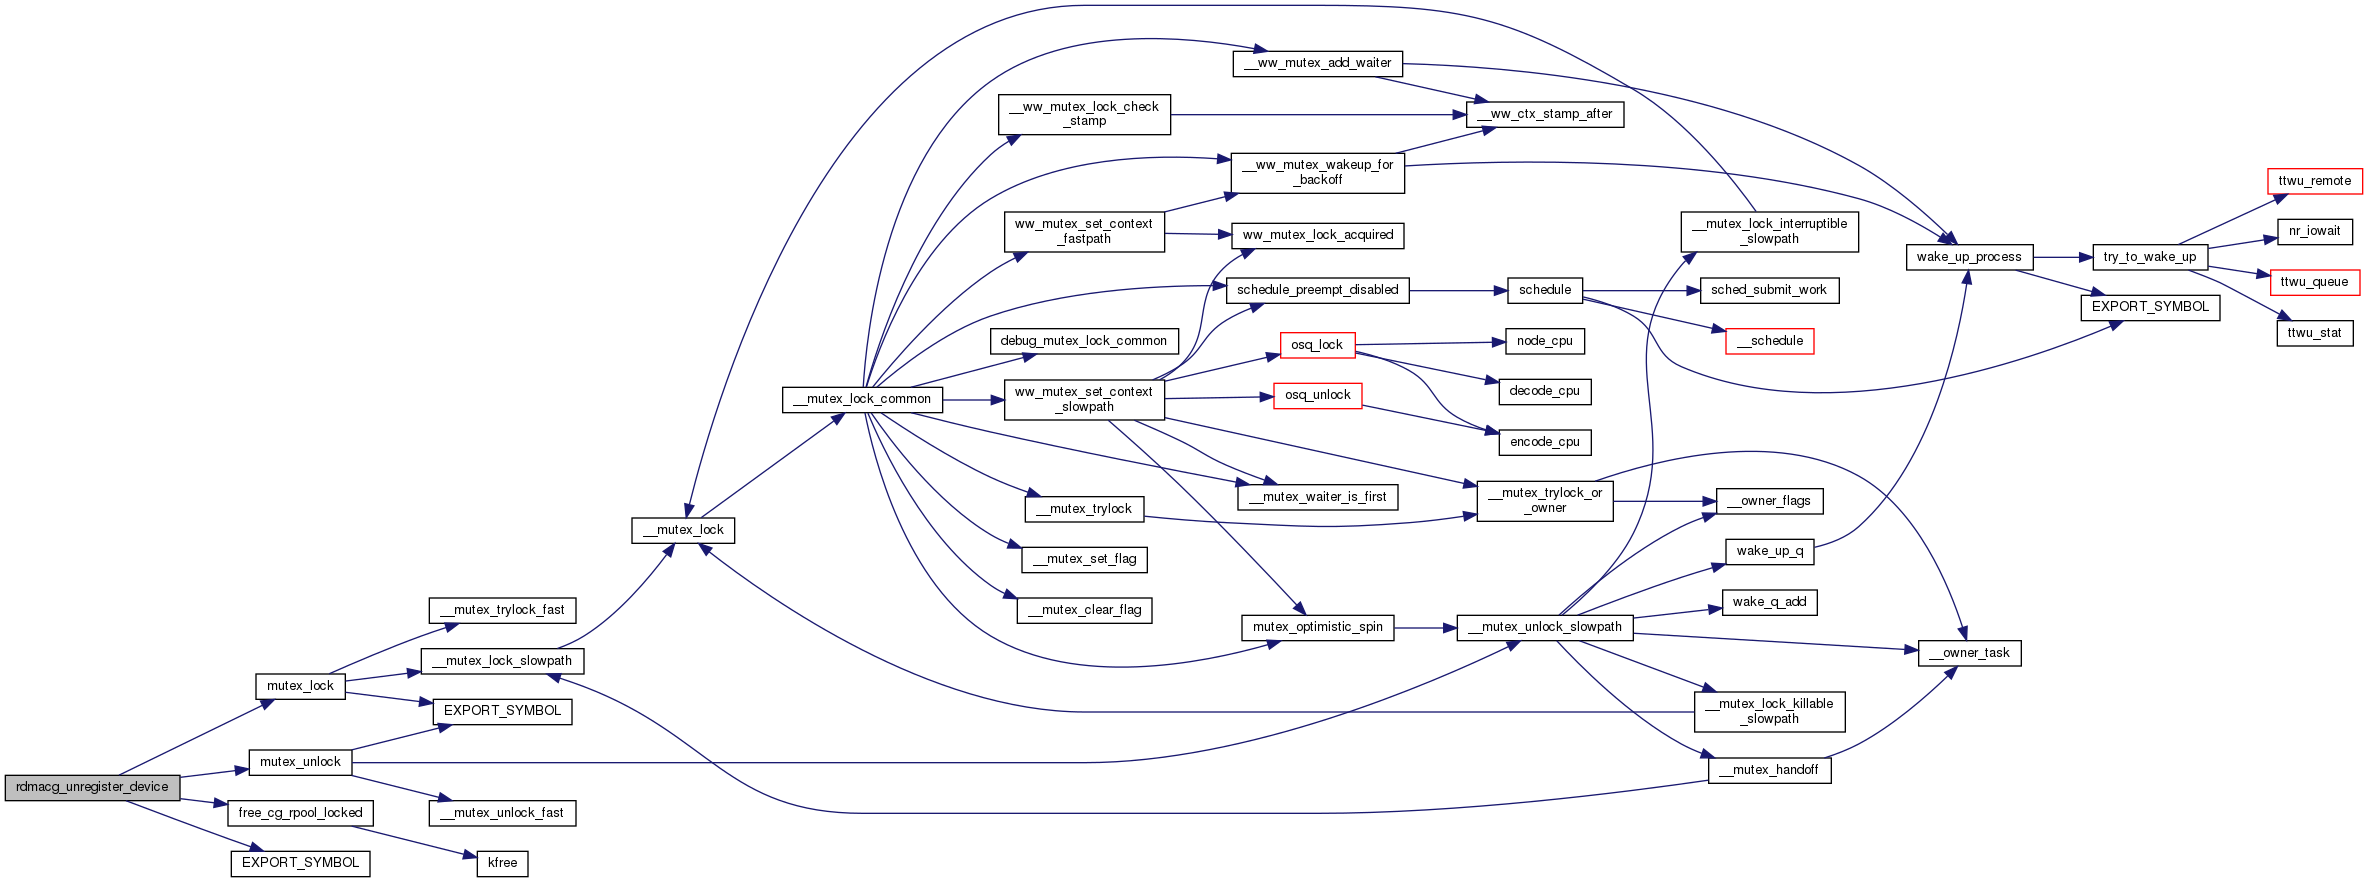 rdmacg_unregister_device
mutex_lock
mutex_unlock
free_cg_rpool_locked
EXPORT_SYMBOL
__mutex_trylock_fast
__mutex_lock_slowpath
EXPORT_SYMBOL
__mutex_unlock_fast
kfree
__mutex_lock
__mutex_lock_common
__ww_mutex_lock_check
_stamp
ww_mutex_set_context
_fastpath
debug_mutex_lock_common
ww_mutex_set_context
_slowpath
__mutex_trylock
__mutex_set_flag
__mutex_clear_flag
__ww_mutex_add_waiter
__ww_mutex_wakeup_for
_backoff
ww_mutex_lock_acquired
schedule_preempt_disabled
osq_lock
osq_unlock
__mutex_waiter_is_first
mutex_optimistic_spin
__ww_ctx_stamp_after
schedule
node_cpu
decode_cpu
encode_cpu
__mutex_trylock_or
_owner
__mutex_unlock_slowpath
__mutex_lock_interruptible
_slowpath
sched_submit_work
__schedule
__owner_flags
wake_up_q
wake_q_add
__mutex_lock_killable
_slowpath
__mutex_handoff
wake_up_process
__owner_task
try_to_wake_up
EXPORT_SYMBOL
ttwu_remote
nr_iowait
ttwu_queue
ttwu_stat